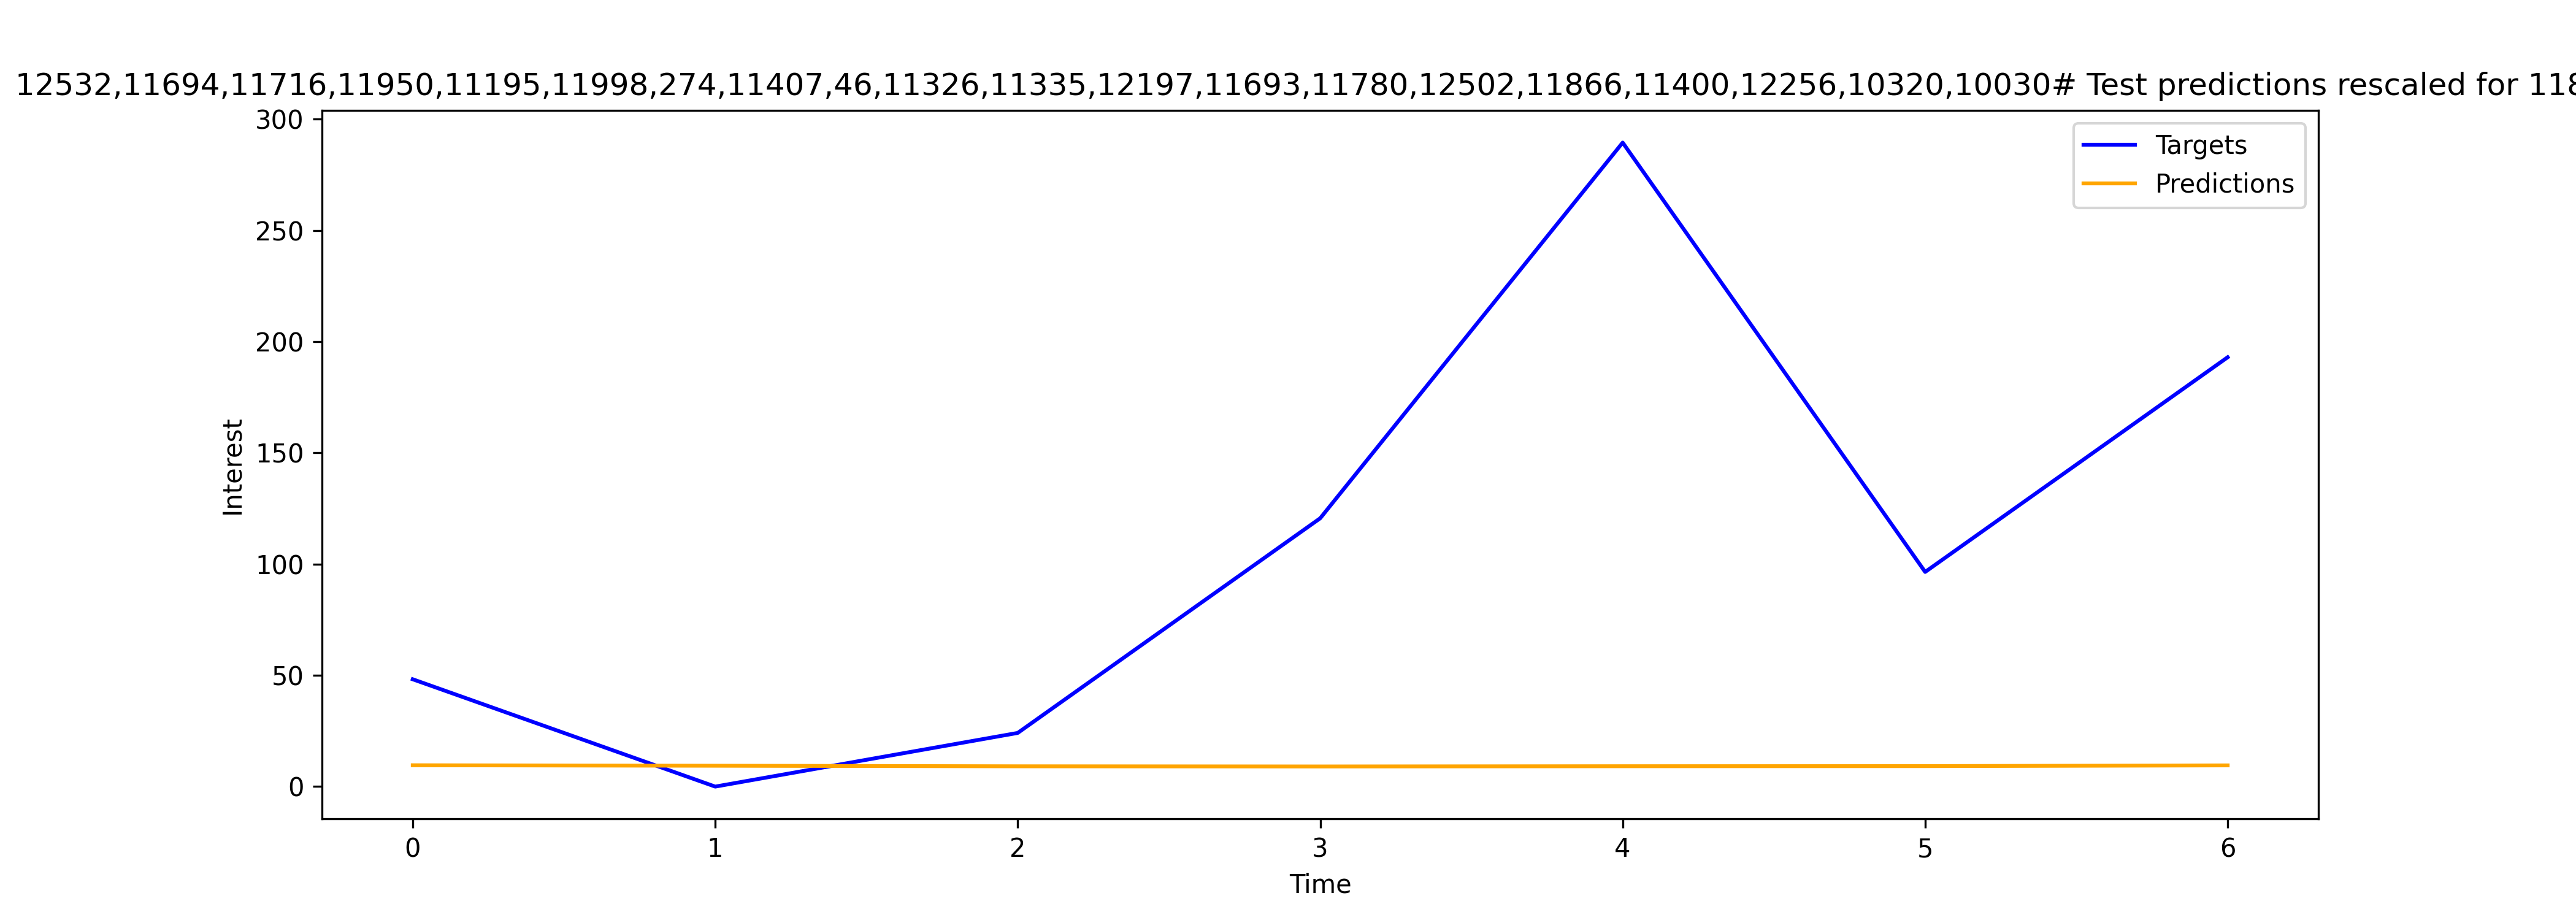 12532,11694,11716,11950,11195,11998,274,11407,46,11326,11335,12197,11693,11780,12502,11866,11400,12256,10320,10030# Test predictions rescaled for 118
300
250
200
150
100
50
0
Interest
Targets
Predictions
0 1 2 3 4 5 6
Time